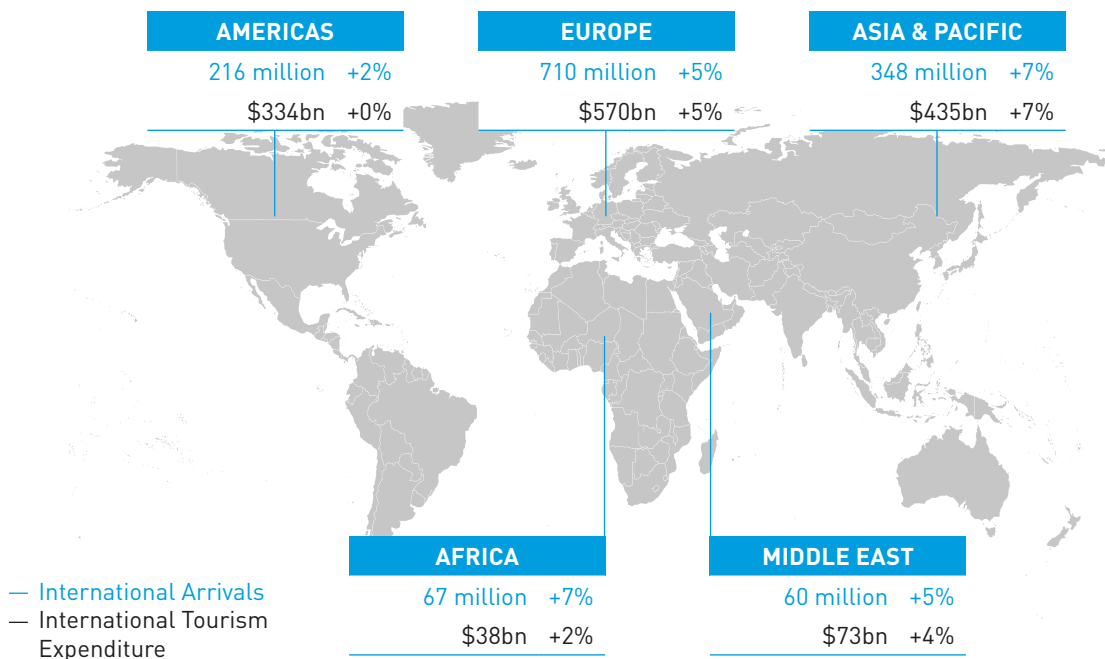 AMERICAS
216 million +2%
$334bn +0%
EUROPE
710 million +5%
$570bn +5%
ASIA & PACIFIC
348 million +7%
$435bn +7%
AFRICA
67 million +7%
$38bn +2%
MIDDLE EAST
60 million +5%
$73bn +4%
— International Arrivals
— International Tourism
Expenditure